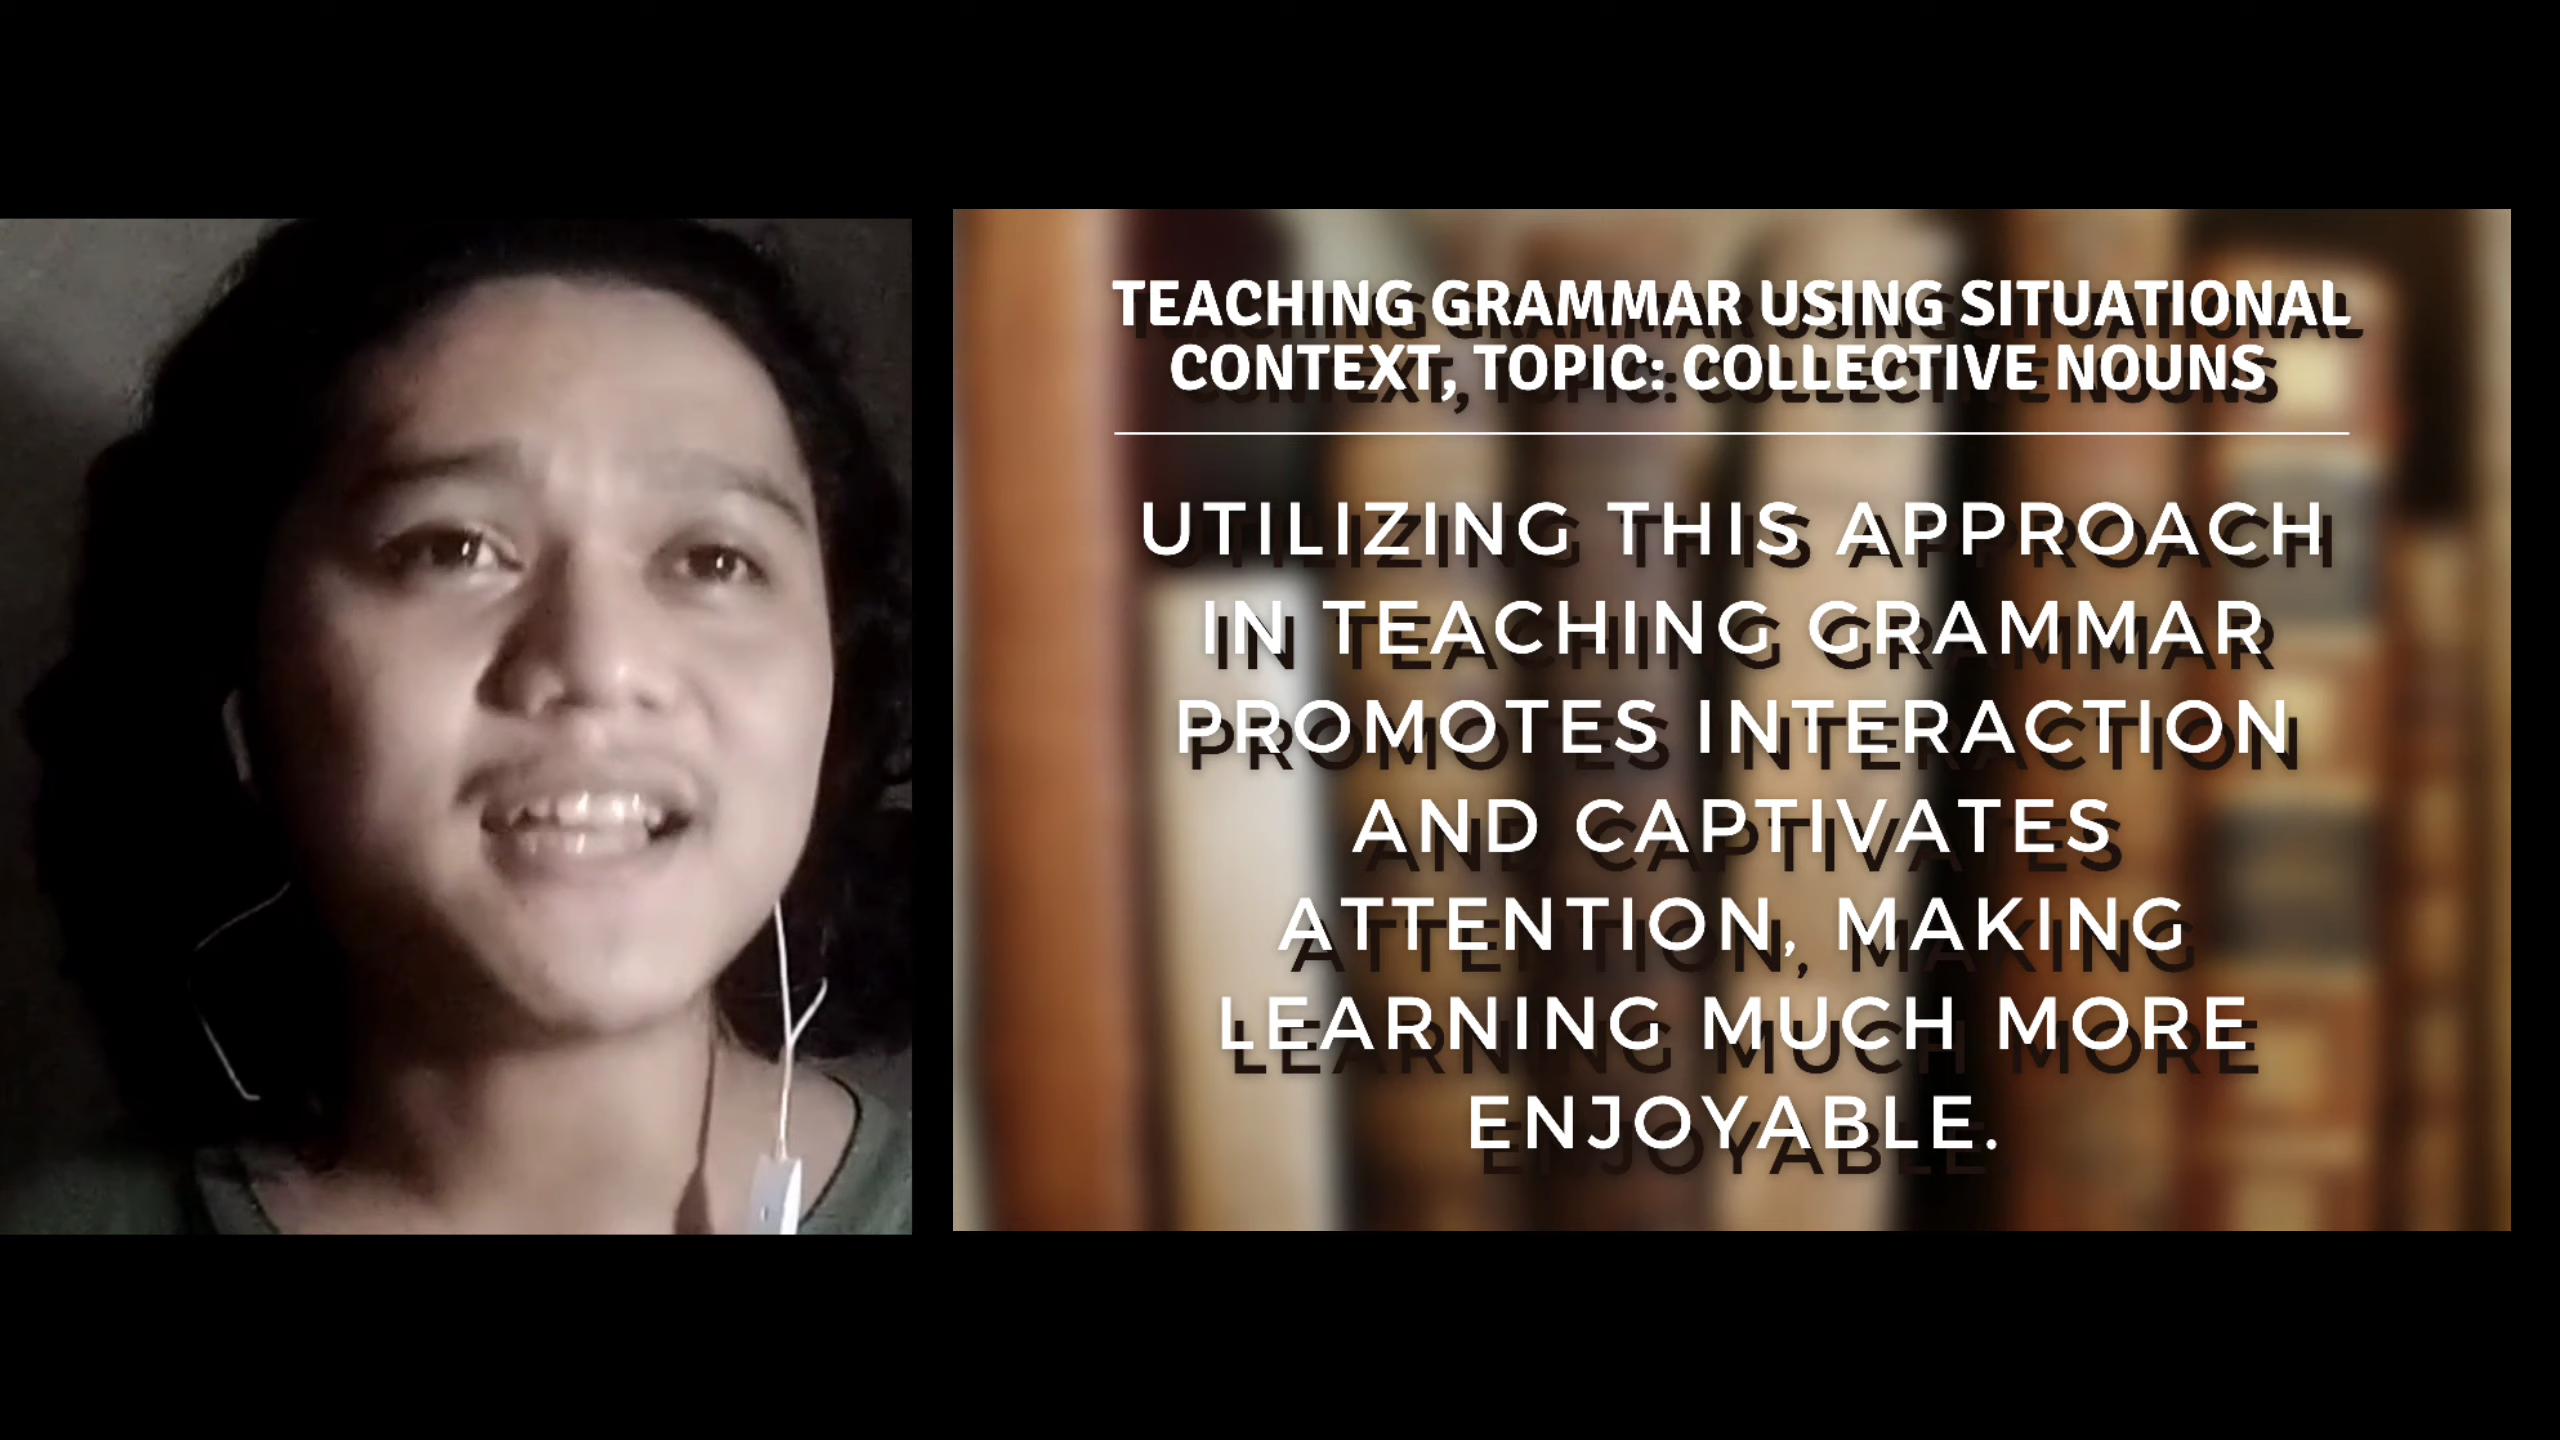 TEACHING GRAMMAR USING SITUATIONAL
CONTEXT, TOPIC: COLLECTIVE NOUNS
UTILIZING THIS APPROACH
IN TEACHING GRAMMAR
PROMOTES INTERACTION
AND CAPTIVATES
ATTENTION, MAKING
LEARNING MUCH MORE
ENJOYABLE.